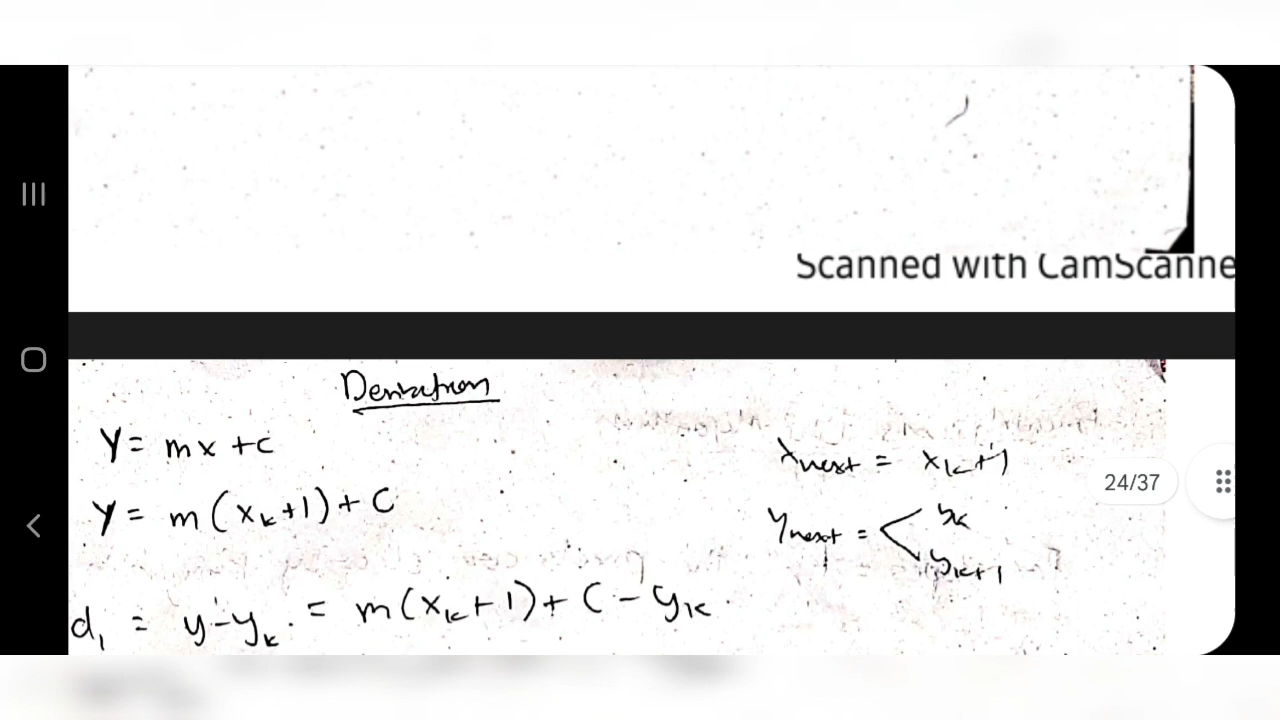 Scanned with CamScanne
Derivation
Y = mx + c
Y = m(xk+1) + C
xnext = xk+1
ynext = < yk
yk+1
24/37
d1 = y-yk. = m(xk+1) + C - yk.